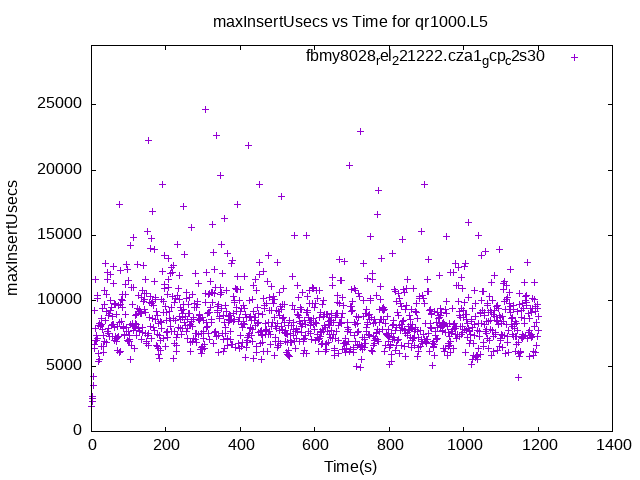 maxInsertUsecs vs Time for qr1000.L5
fbmy8028rel221222.cza1gcpc2s30
maxInsertUsecs
25000
20000
15000
10000
5000
0
0 200 400 600 800 1000 1200 1400
Time(s)